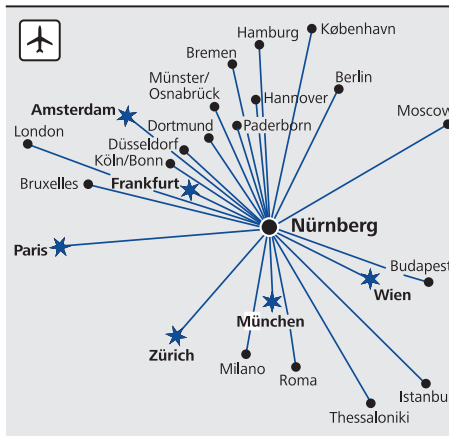 København
Hamburg
Bremen
Berlin
Münster/
Osnabrück
Hannover
Moscow
Amsterdam
Dortmund
Paderborn
London
Düsseldorf
Köln/Bonn
Bruxelles
Frankfurt
Nürnberg
Paris
Budapest
Wien
München
Zürich
Milano
Roma
Istanbu
Thessaloniki